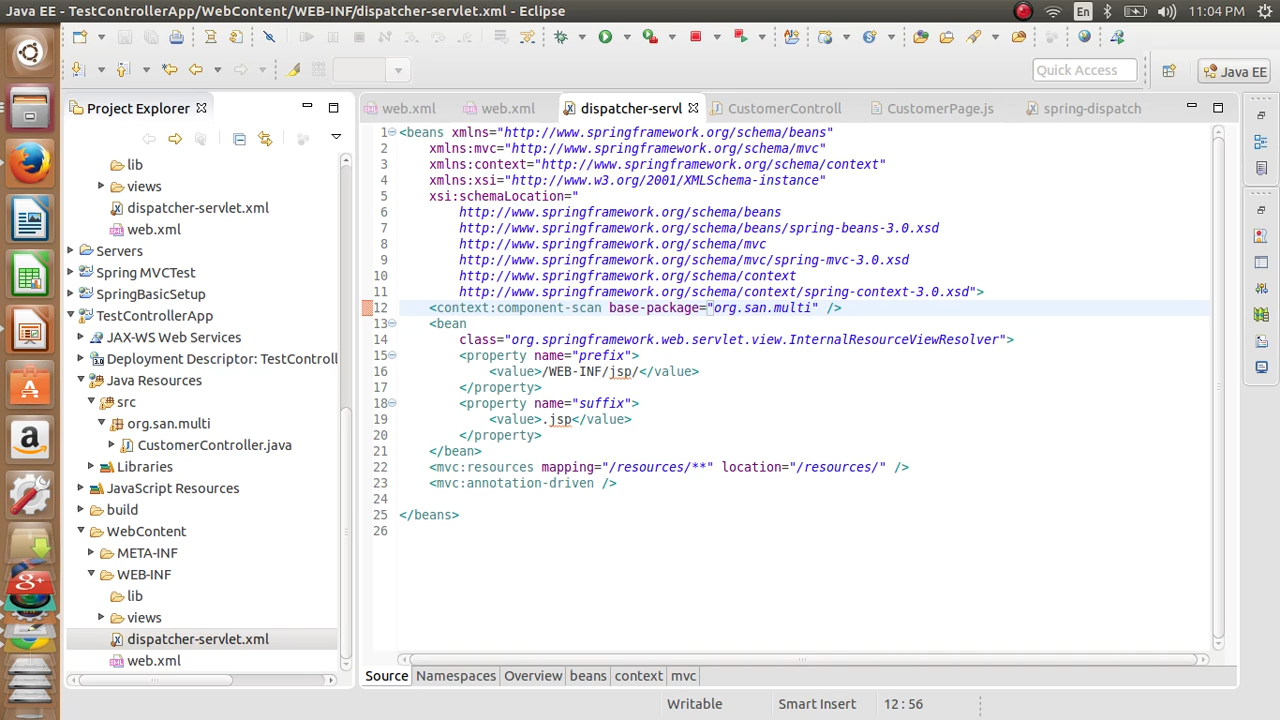 Java EE - TestControllerApp/WebContent/WEB-INF/dispatcher-servlet.xml - Eclipse
En
11:04 PM
Quick Access
Java EE
Project Explorer
lib
views
dispatcher-servlet.xml
web.xml
Servers
Spring MVCTest
SpringBasicSetup
TestControllerApp
JAX-WS Web Services
Deployment Descriptor: TestControll
Java Resources
src
org.san.multi
CustomerController.java
Libraries
JavaScript Resources
build
WebContent
META-INF
WEB-INF
lib
views
dispatcher-servlet.xml
web.xml
web.xml
web.xml
dispatcher-servl
CustomerControll
CustomerPage.js
spring-dispatch
1 <beans xmlns="http://www.springframework.org/schema/beans"
2 xmlns:mvc="http://www.springframework.org/schema/mvc"
3 xmlns:context="http://www.springframework.org/schema/context"
4 xmlns:xsi="http://www.w3.org/2001/XMLSchema-instance"
5 xsi:schemaLocation="
6 http://www.springframework.org/schema/beans
7 http://www.springframework.org/schema/beans/spring-beans-3.0.xsd
8 http://www.springframework.org/schema/mvc
9 http://www.springframework.org/schema/mvc/spring-mvc-3.0.xsd
10 http://www.springframework.org/schema/context
11 http://www.springframework.org/schema/context/spring-context-3.0.xsd">
12 <context:component-scan base-package="org.san.multi" />
13 <bean
14 class="org.springframework.web.servlet.view.InternalResourceViewResolver">
15 <property name="prefix">
16 <value>/WEB-INF/jsp/</value>
17 </property>
18 <property name="suffix">
19 <value>.jsp</value>
20 </property>
21 </bean>
22 <mvc:resources mapping="/resources/**" location="/resources/" />
23 <mvc:annotation-driven />
24
25 </beans>
26
Source Namespaces Overview beans context mvc
Writable
Smart Insert
12 : 56